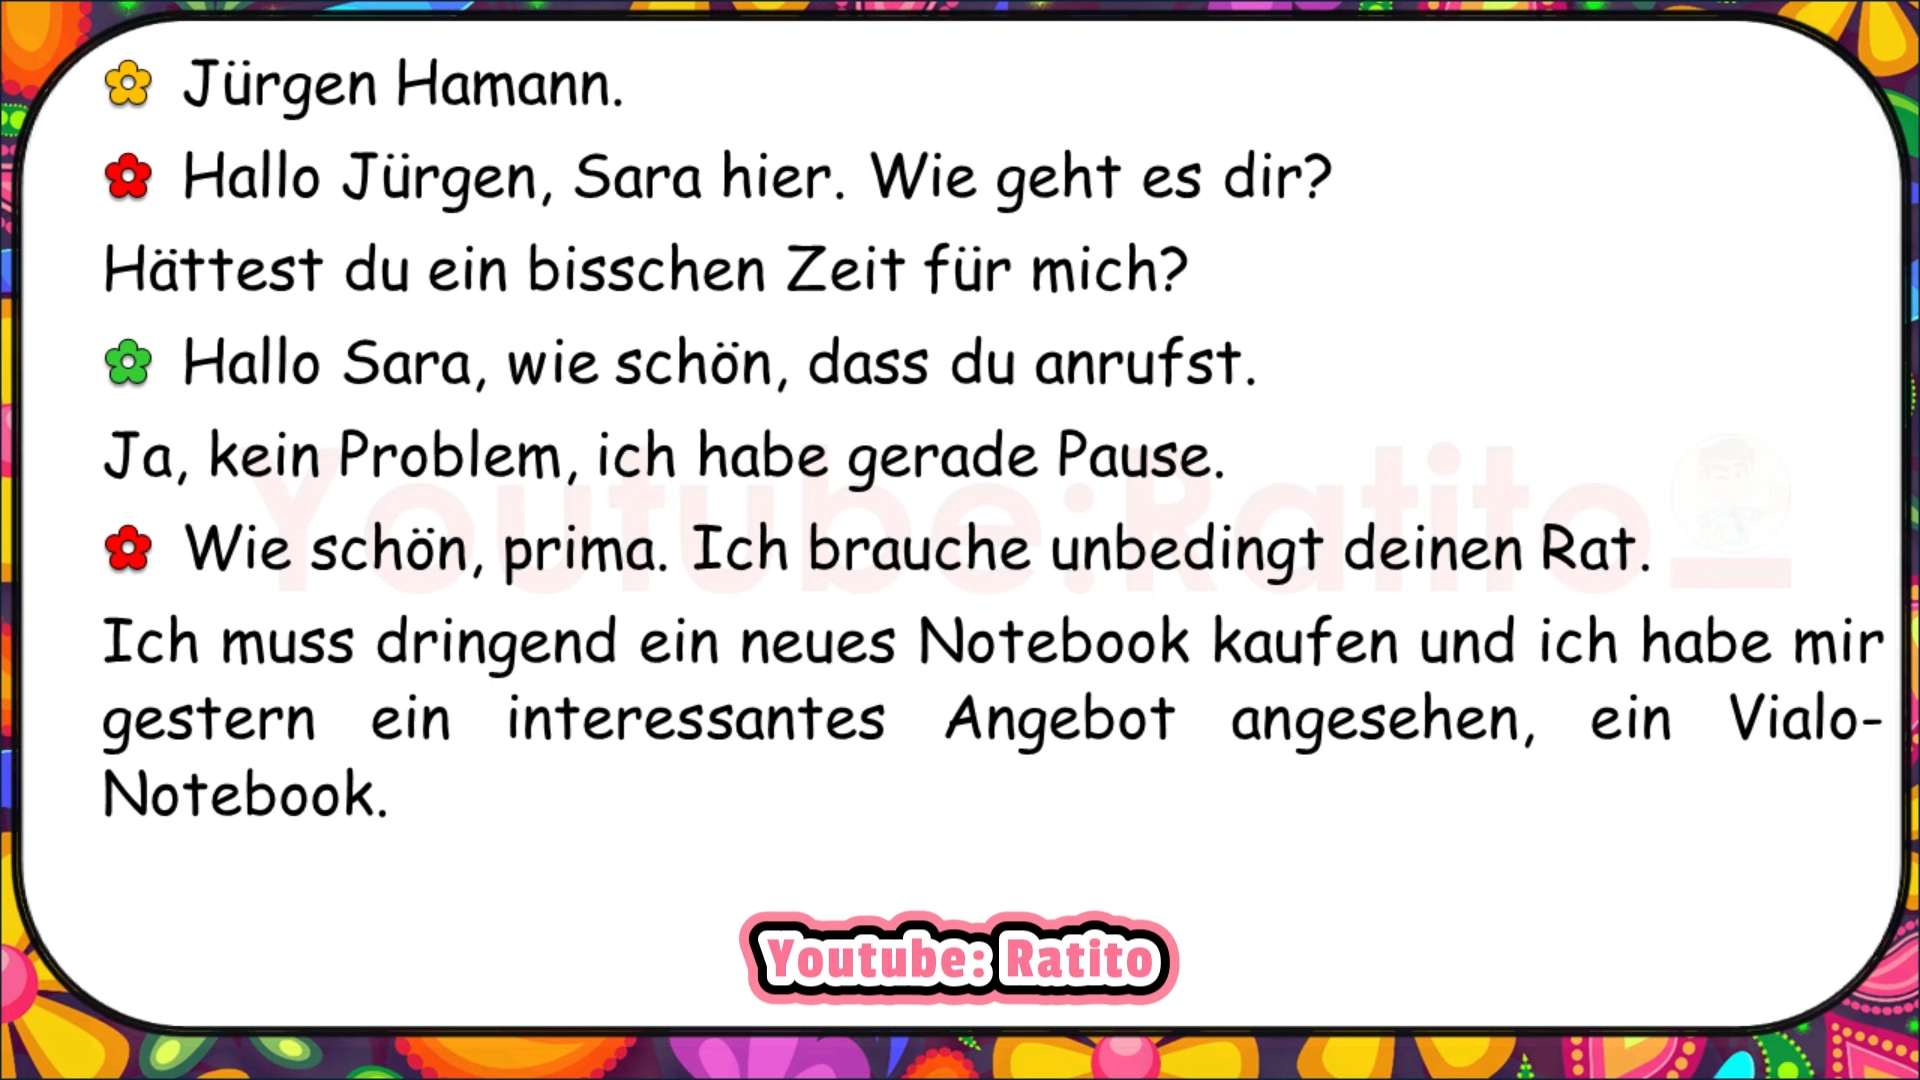 Jürgen Hamann.
Hallo Jürgen, Sara hier. Wie geht es dir?
Hättest du ein bisschen Zeit für mich?
Hallo Sara, wie schön, dass du anrufst.
Ja, kein Problem, ich habe gerade Pause.
Youtube:Ratito
Wie schön, prima. Ich brauche unbedingt deinen Rat.
Ich muss dringend ein neues Notebook kaufen und ich habe mir
gestern ein interessantes Angebot angesehen, ein Vialo-
Notebook.
Youtube: Ratito